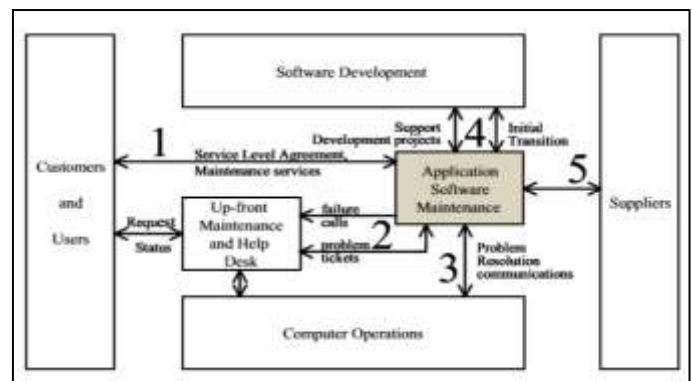 Software Development
1
Support
Development projects
4
Initial
Transition
Customers
and
Users
Service Level Agreement,
Maintenance services
Application
Software
Maintenance
5
Suppliers
Request
Status
Up-front
Maintenance
and Help
Desk
failure
calls
2
problem
tickets
3
Problem
Resolution
communications
Computer Operations